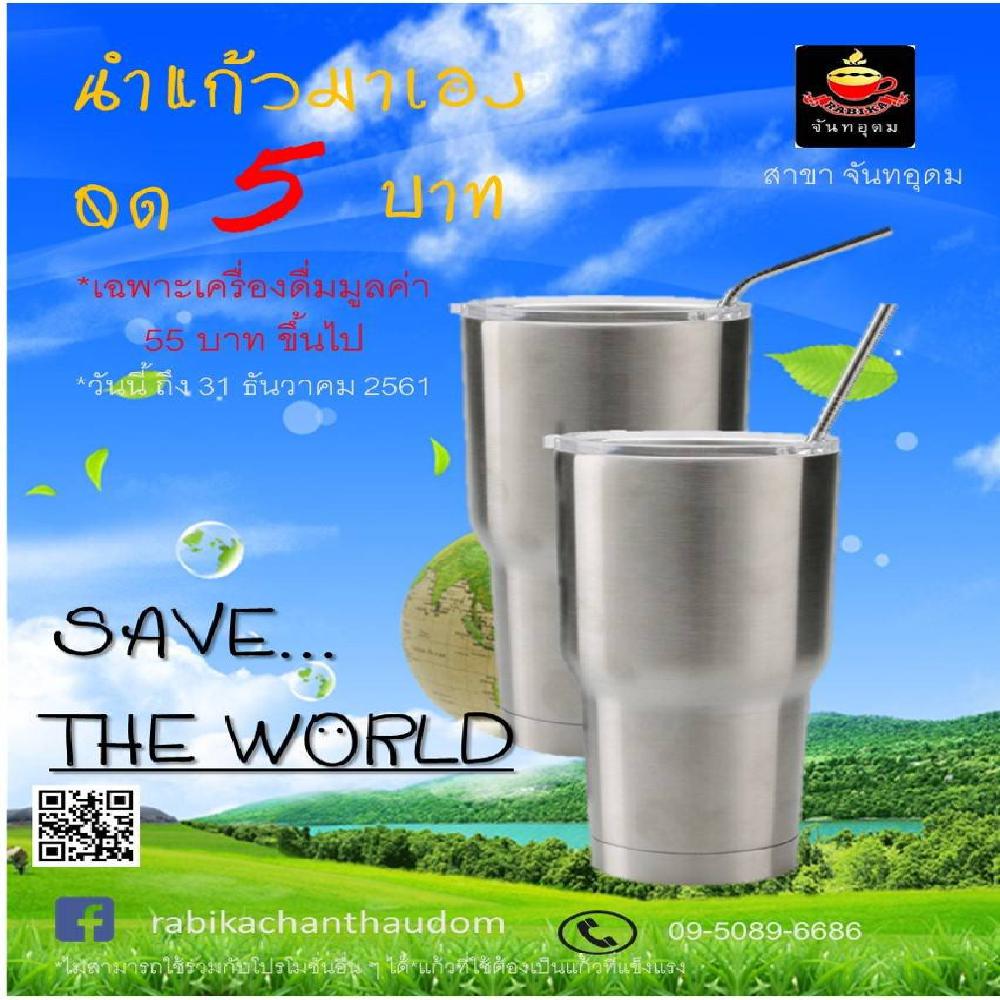 นำแก้วมาเอง
ลด 5 บาท
*เฉพาะเครื่องดื่มมูลค่า
55 บาท ขึ้นไป
*วันนี้ ถึง 31 ธันวาคม 2561
RABIKA
จันทอุดม
สาขา จันทอุดม
SAVE...
THE WORLD
rabikachanthaudom
09-5089-6686
*ไม่สามารถใช้ร่วมกับโปรโมชั่นอื่น ๆ ได้*แก้วที่ใช้ต้องเป็นแก้วที่แข็งแรง